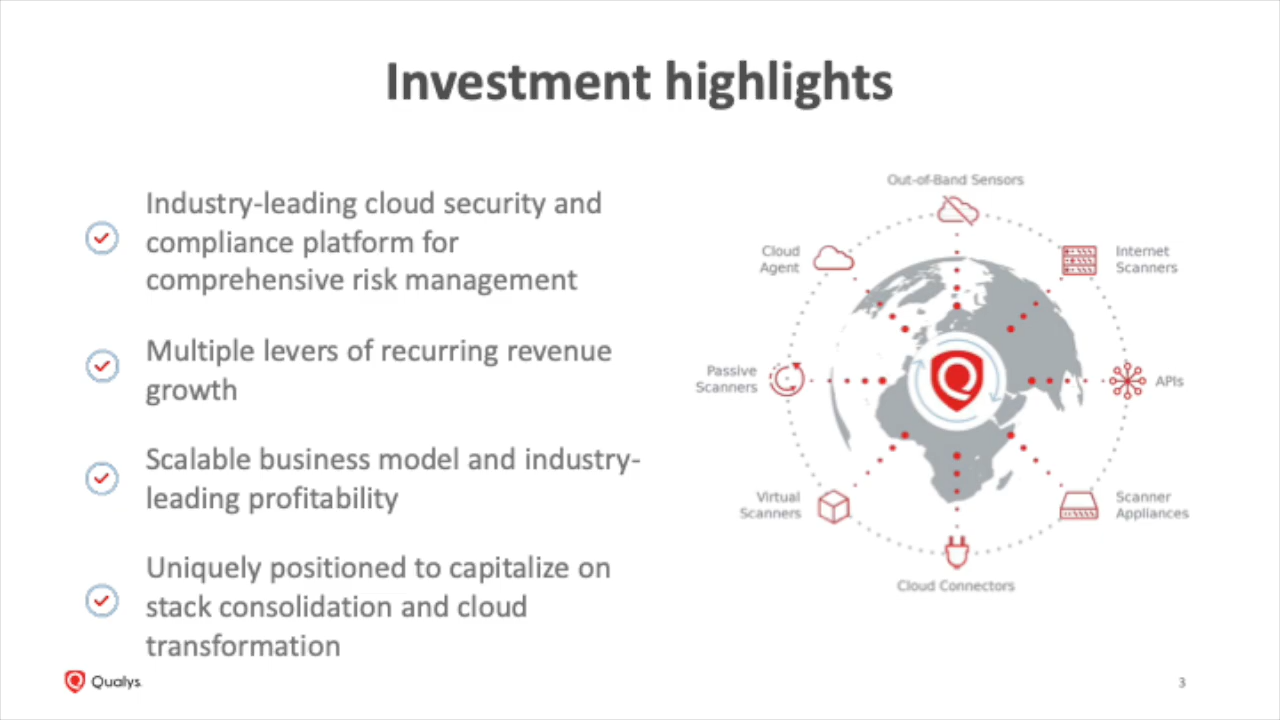 Investment highlights
Industry-leading cloud security and
compliance platform for
comprehensive risk management
Multiple levers of recurring revenue
growth
Scalable business model and industry-
leading profitability
Uniquely positioned to capitalize on
stack consolidation and cloud
transformation
Out-of-Band Sensors
Cloud
Agent
Internet
Scanners
Passive
Scanners
APIs
Virtual
Scanners
Scanner
Appliances
Cloud Connectors
Qualys.
3